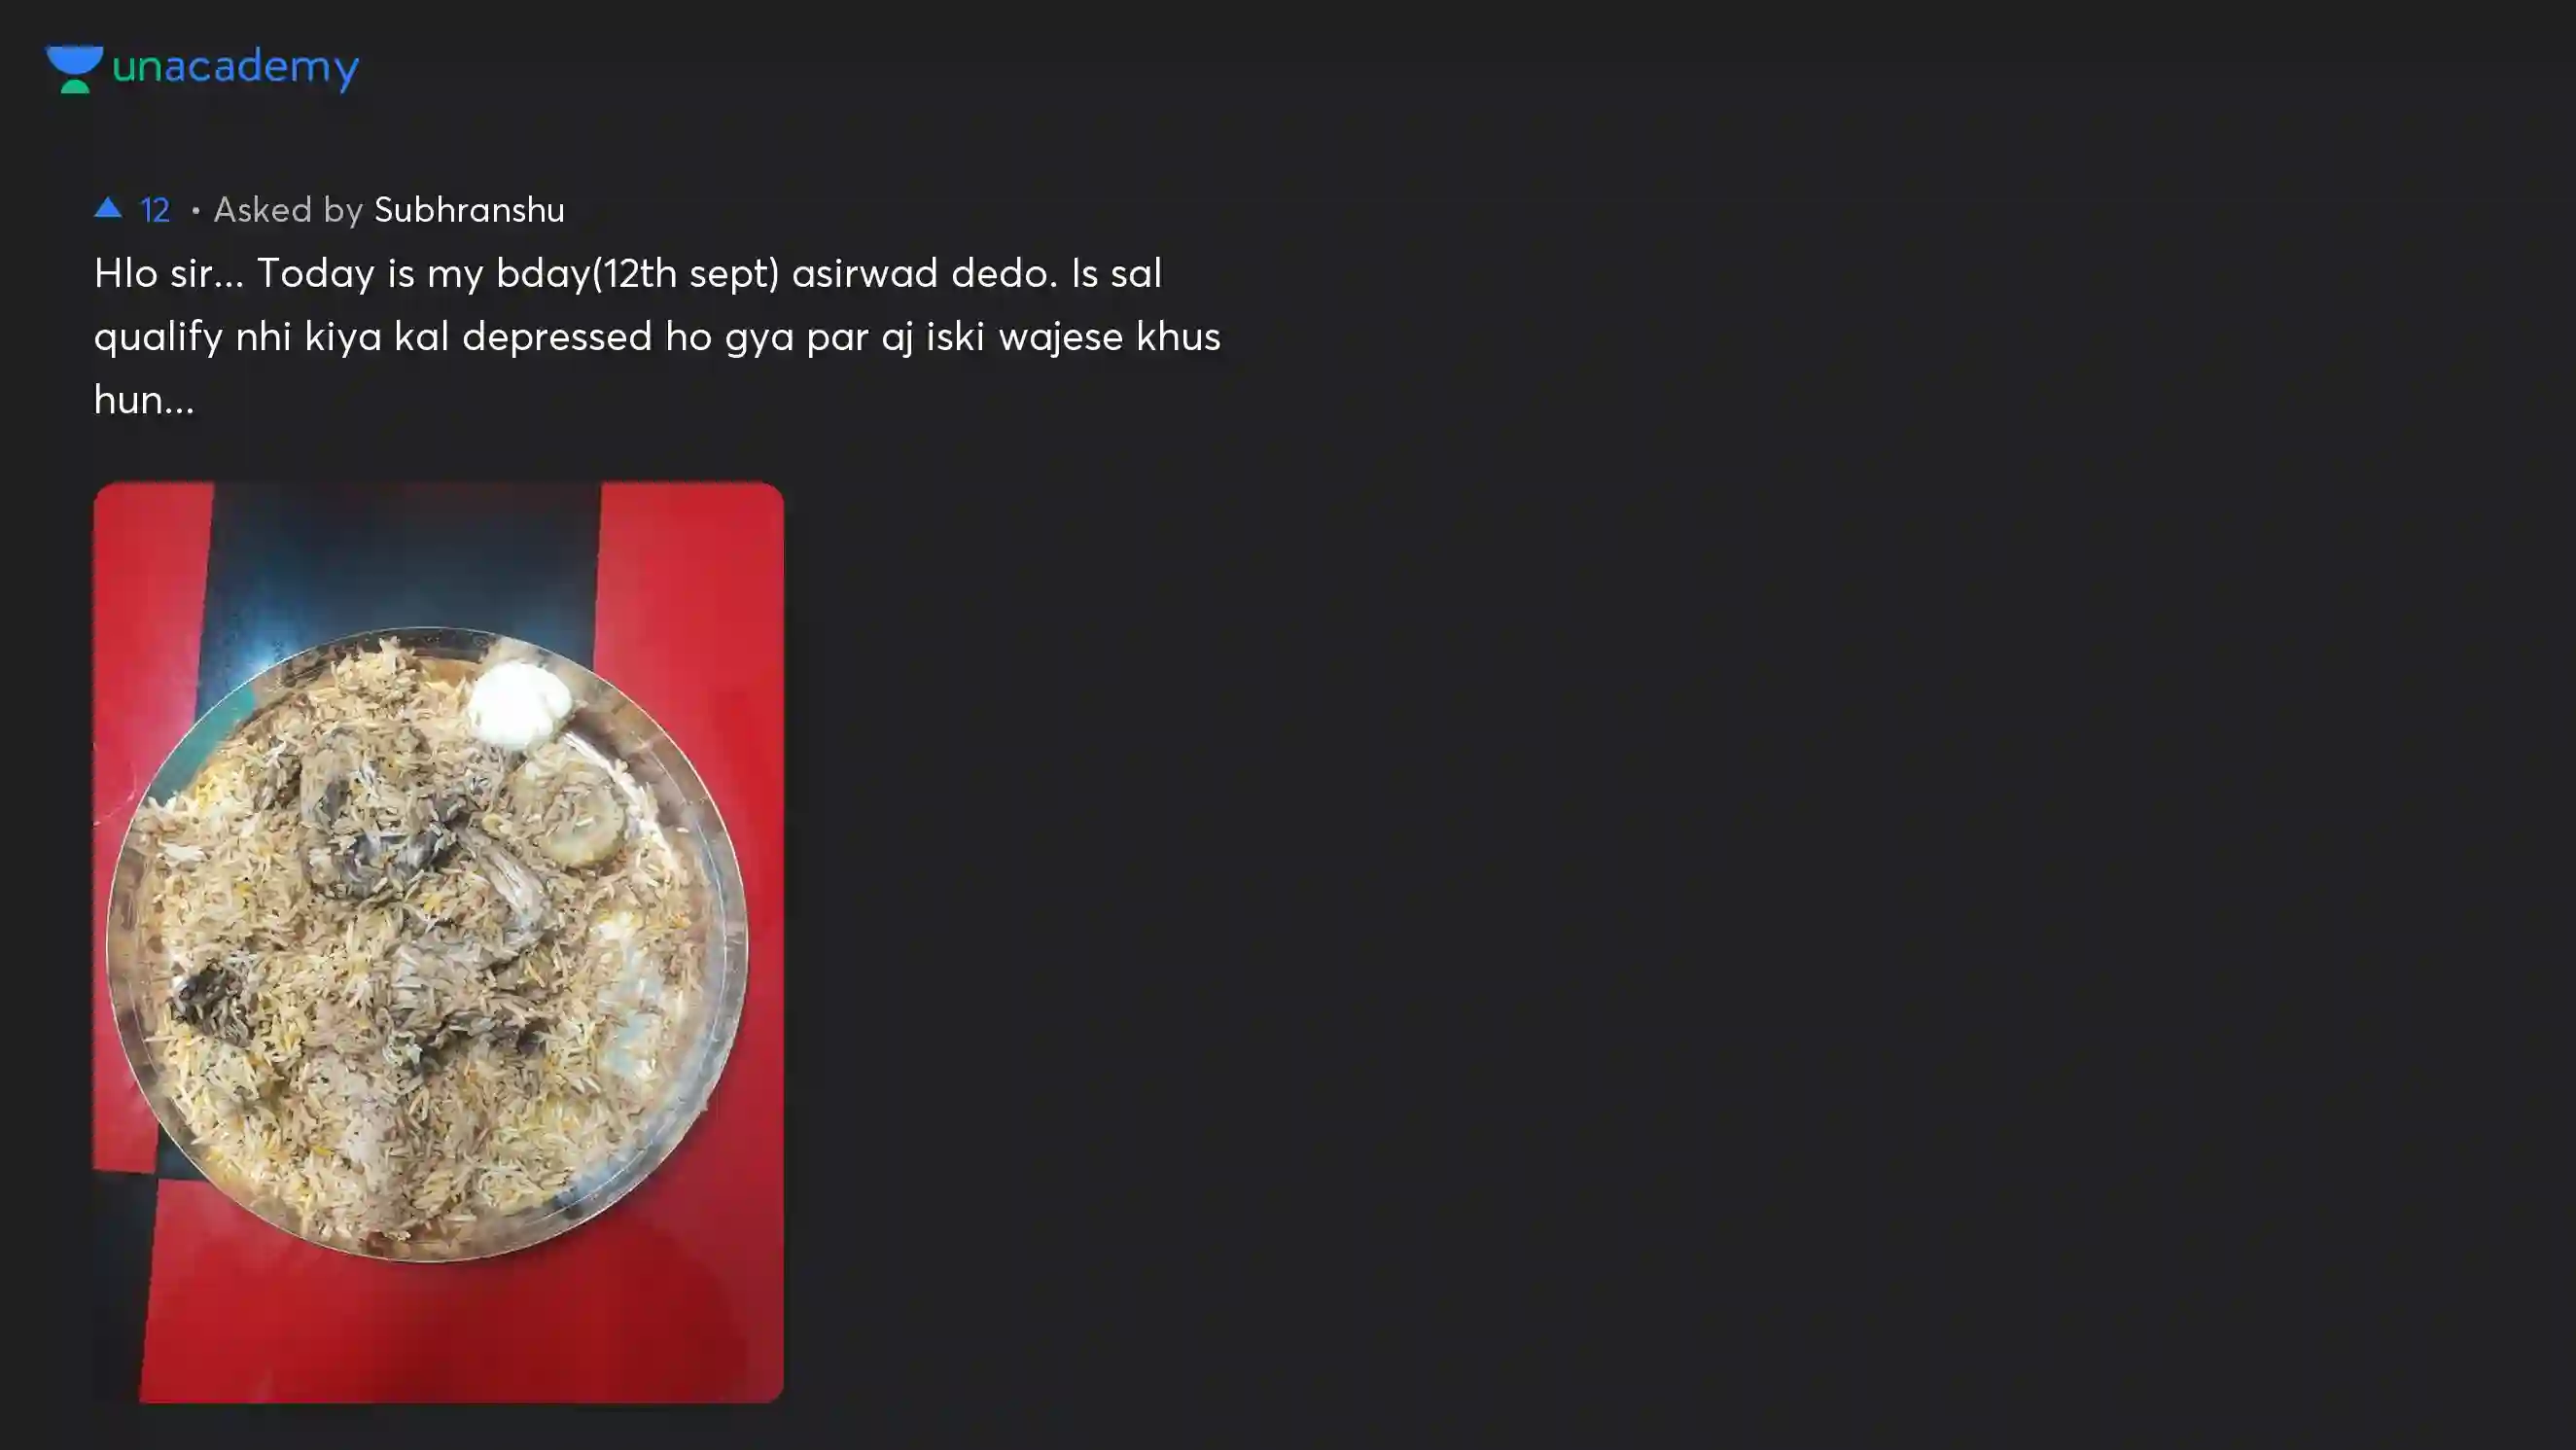 unacademy
▲ 12 • Asked by Subhranshu
Hlo sir... Today is my bday(12th sept) asirwad dedo. Is sal
qualify nhi kiya kal depressed ho gya par aj iski wajese khus
hun...